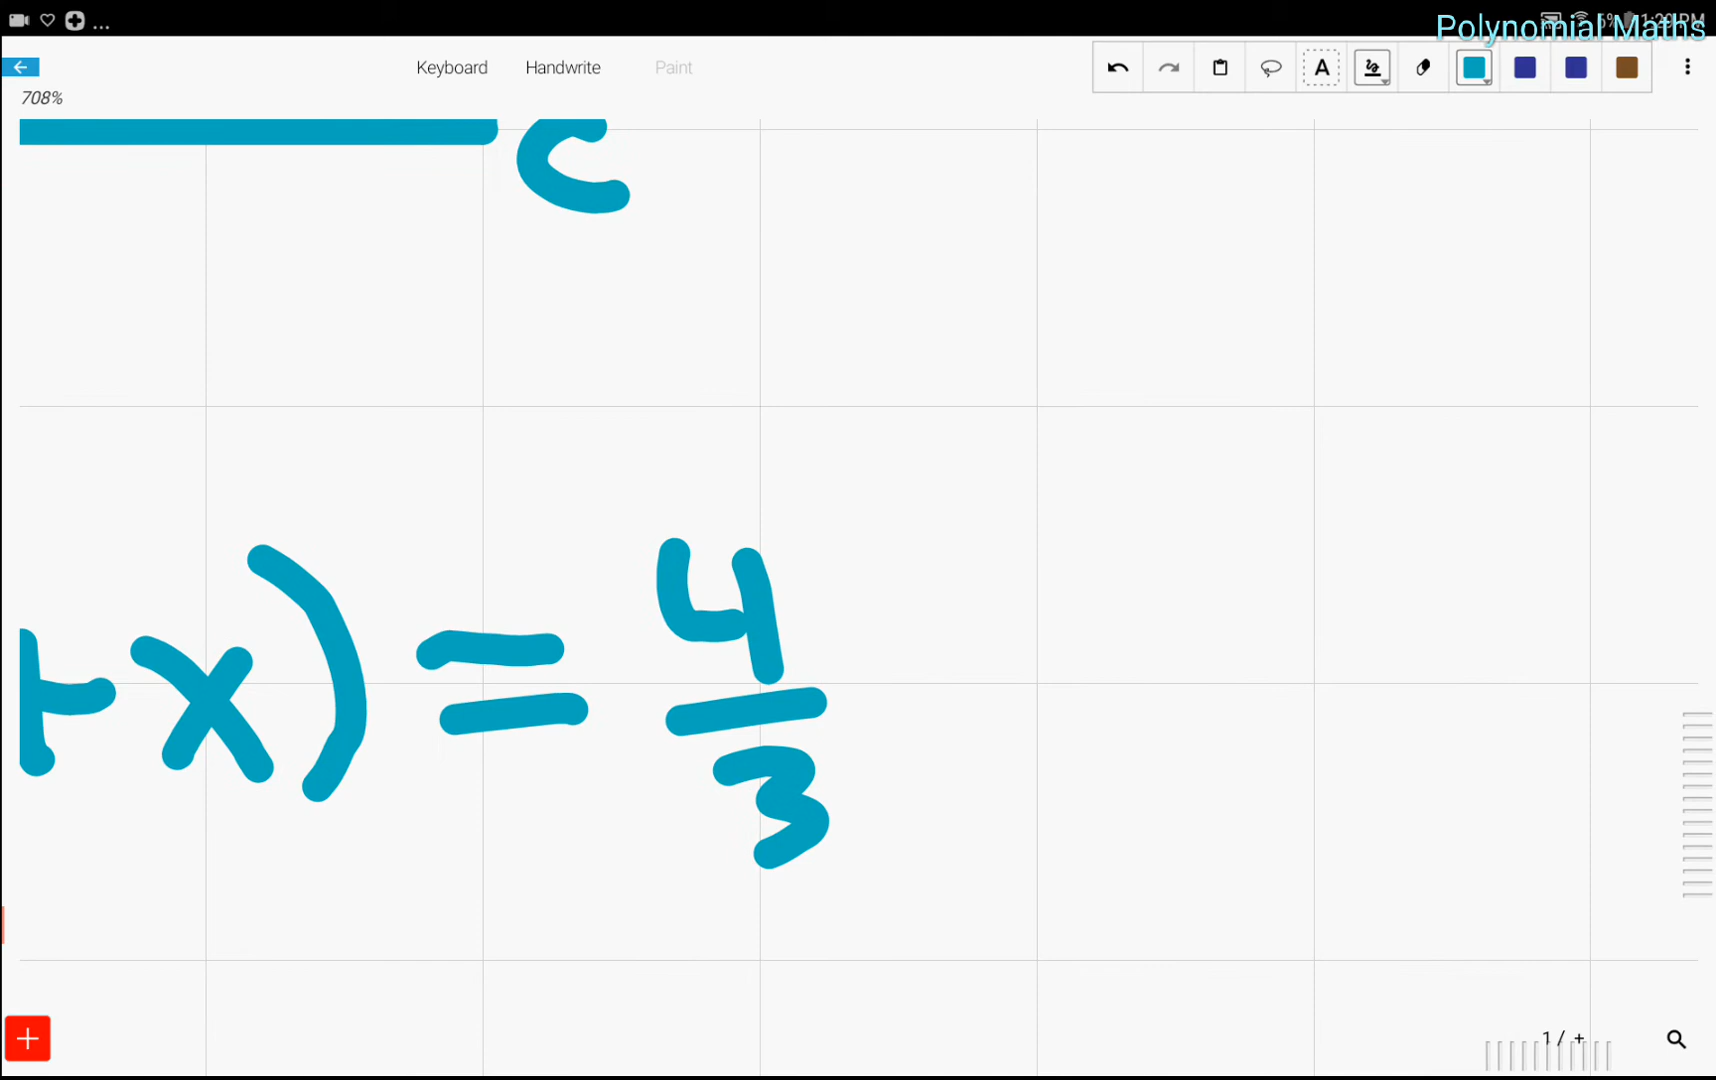 ... Polynomial Maths
Keyboard Handwrite Paint A
708%
C
+ x) = 4/3
1 / +